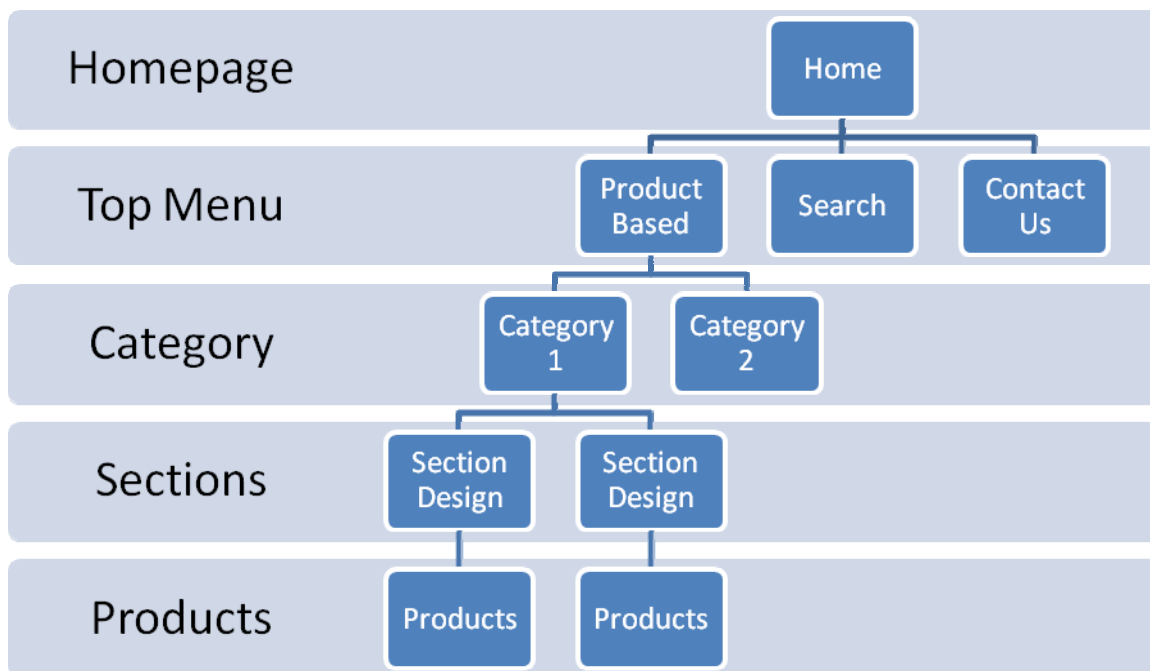 Homepage
Home
Top Menu
Product
Based
Search
Contact
Us
Category
Category
1
Category
2
Sections
Section
Design
Section
Design
Products
Products
Products